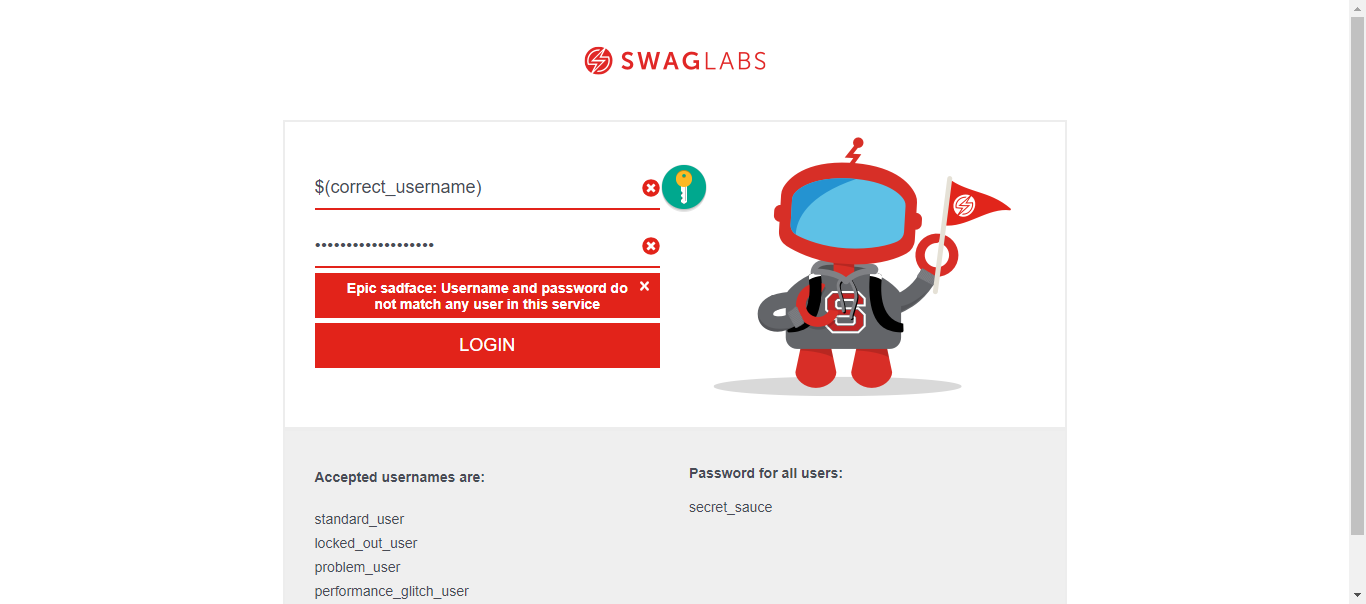 SWAGLABS
$(correct_username)
•••••••••••••••••••
Epic sadface: Username and password do
not match any user in this service
LOGIN
S
Accepted usernames are:
standard_user
locked_out_user
problem_user
performance_glitch_user
Password for all users:
secret_sauce